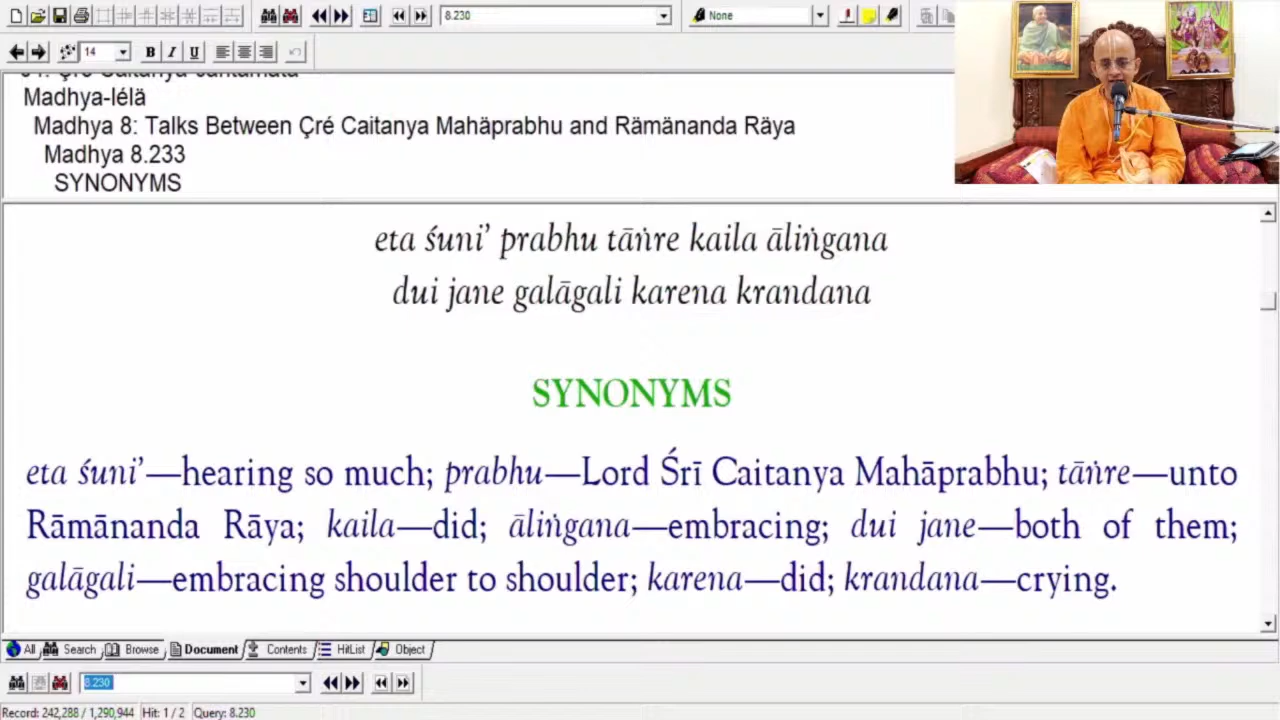 8.230
None
14
B I U
Madhya-lélä
Madhya 8: Talks Between Çré Caitanya Mahäprabhu and Rämänanda Räya
Madhya 8.233
SYNONYMS
eta śuni’ prabhu tāṅre kaila āliṅgana
dui jane galāgali karena krandana
SYNONYMS
eta śuni’—hearing so much; prabhu—Lord Śrī Caitanya Mahāprabhu; tāṅre—unto
Rāmānanda Rāya; kaila—did; āliṅgana—embracing; dui jane—both of them;
galāgali—embracing shoulder to shoulder; karena—did; krandana—crying.
All Search Browse Document Contents HitList Object
8.230
Record: 242,288 / 1,290,944 Hit: 1 / 2 Query: 8.230